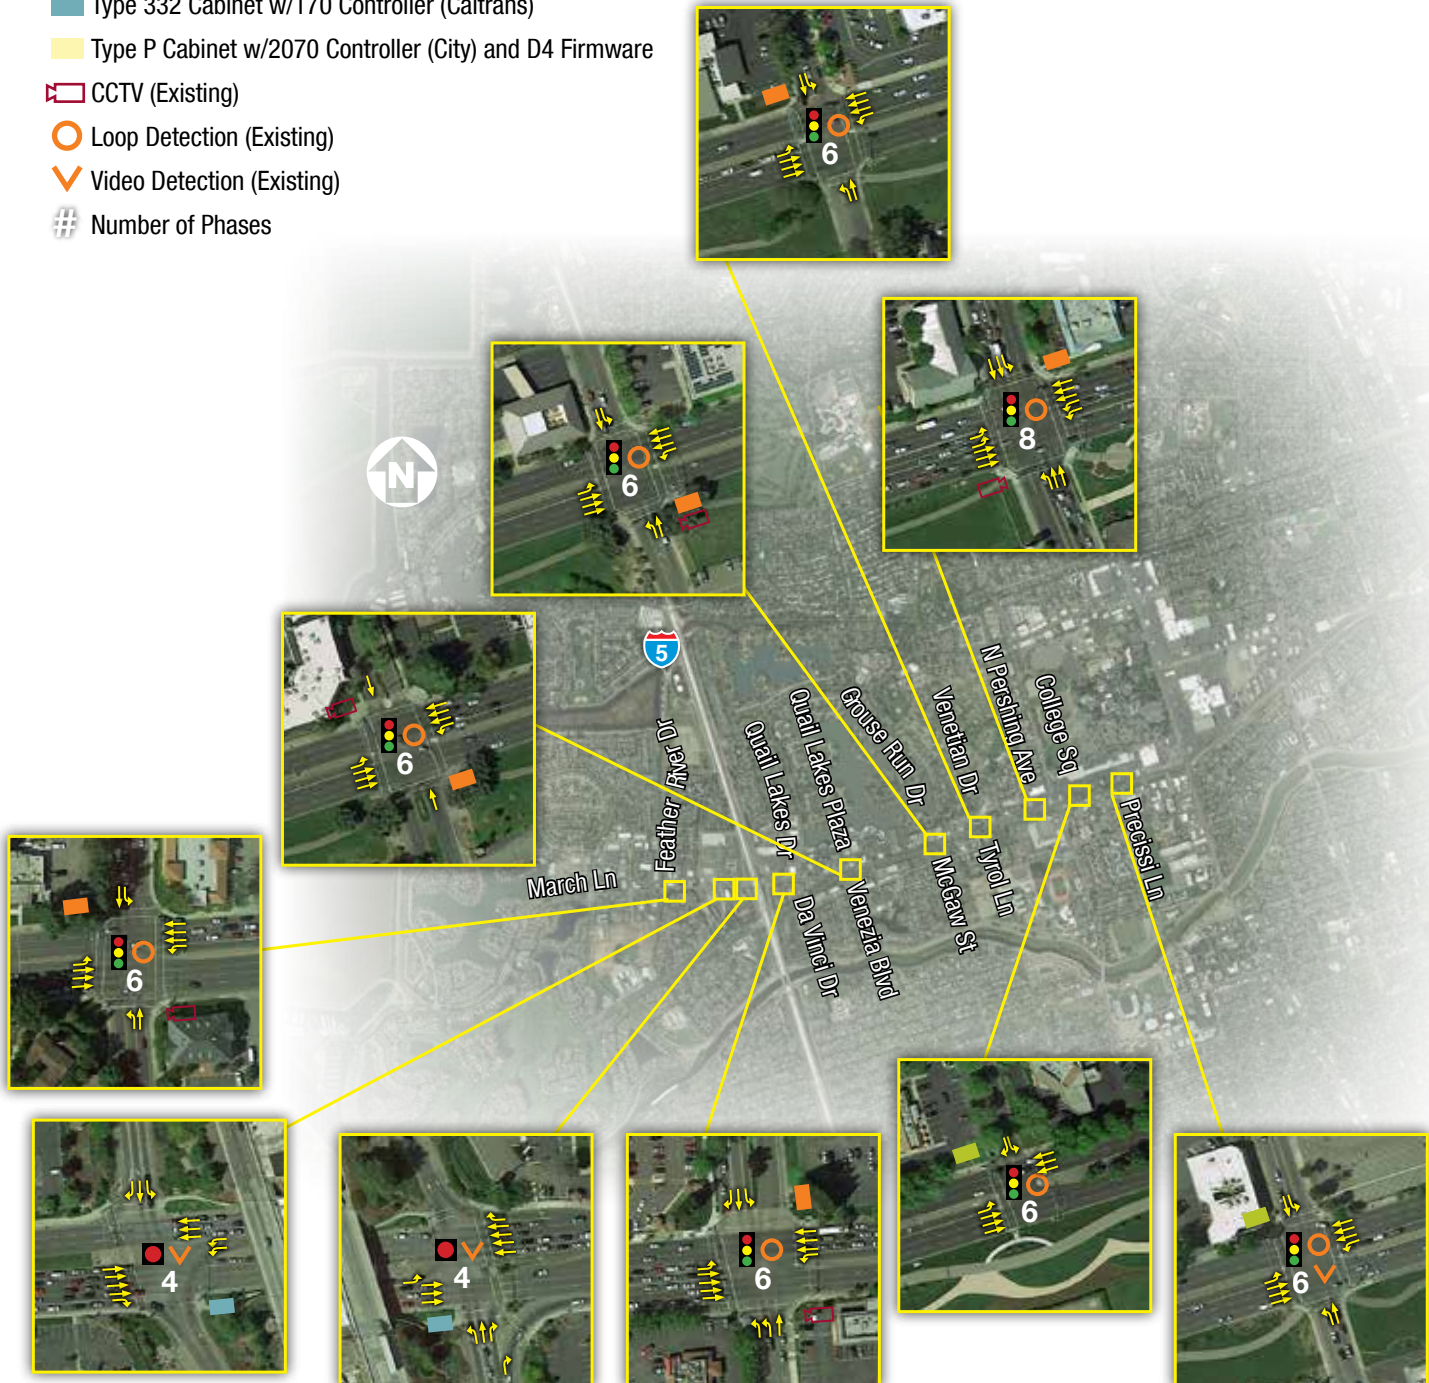 Type 332 Cabinet w/170 Controller (Caltrans)
Type P Cabinet w/2070 Controller (City) and D4 Firmware
CCTV (Existing)
Loop Detection (Existing)
Video Detection (Existing)
# Number of Phases
6
8
6
N
6
5
6
March Ln
Feather River Dr
Quail Lakes Dr
Quail Lakes Plaza
Grouse Run Dr
Venetian Dr
N Pershing Ave
College Sq
Da Vinci Dr
Venezia Blvd
McGaw St
Tyrol Ln
Precissi Ln
4
4
6
6
6